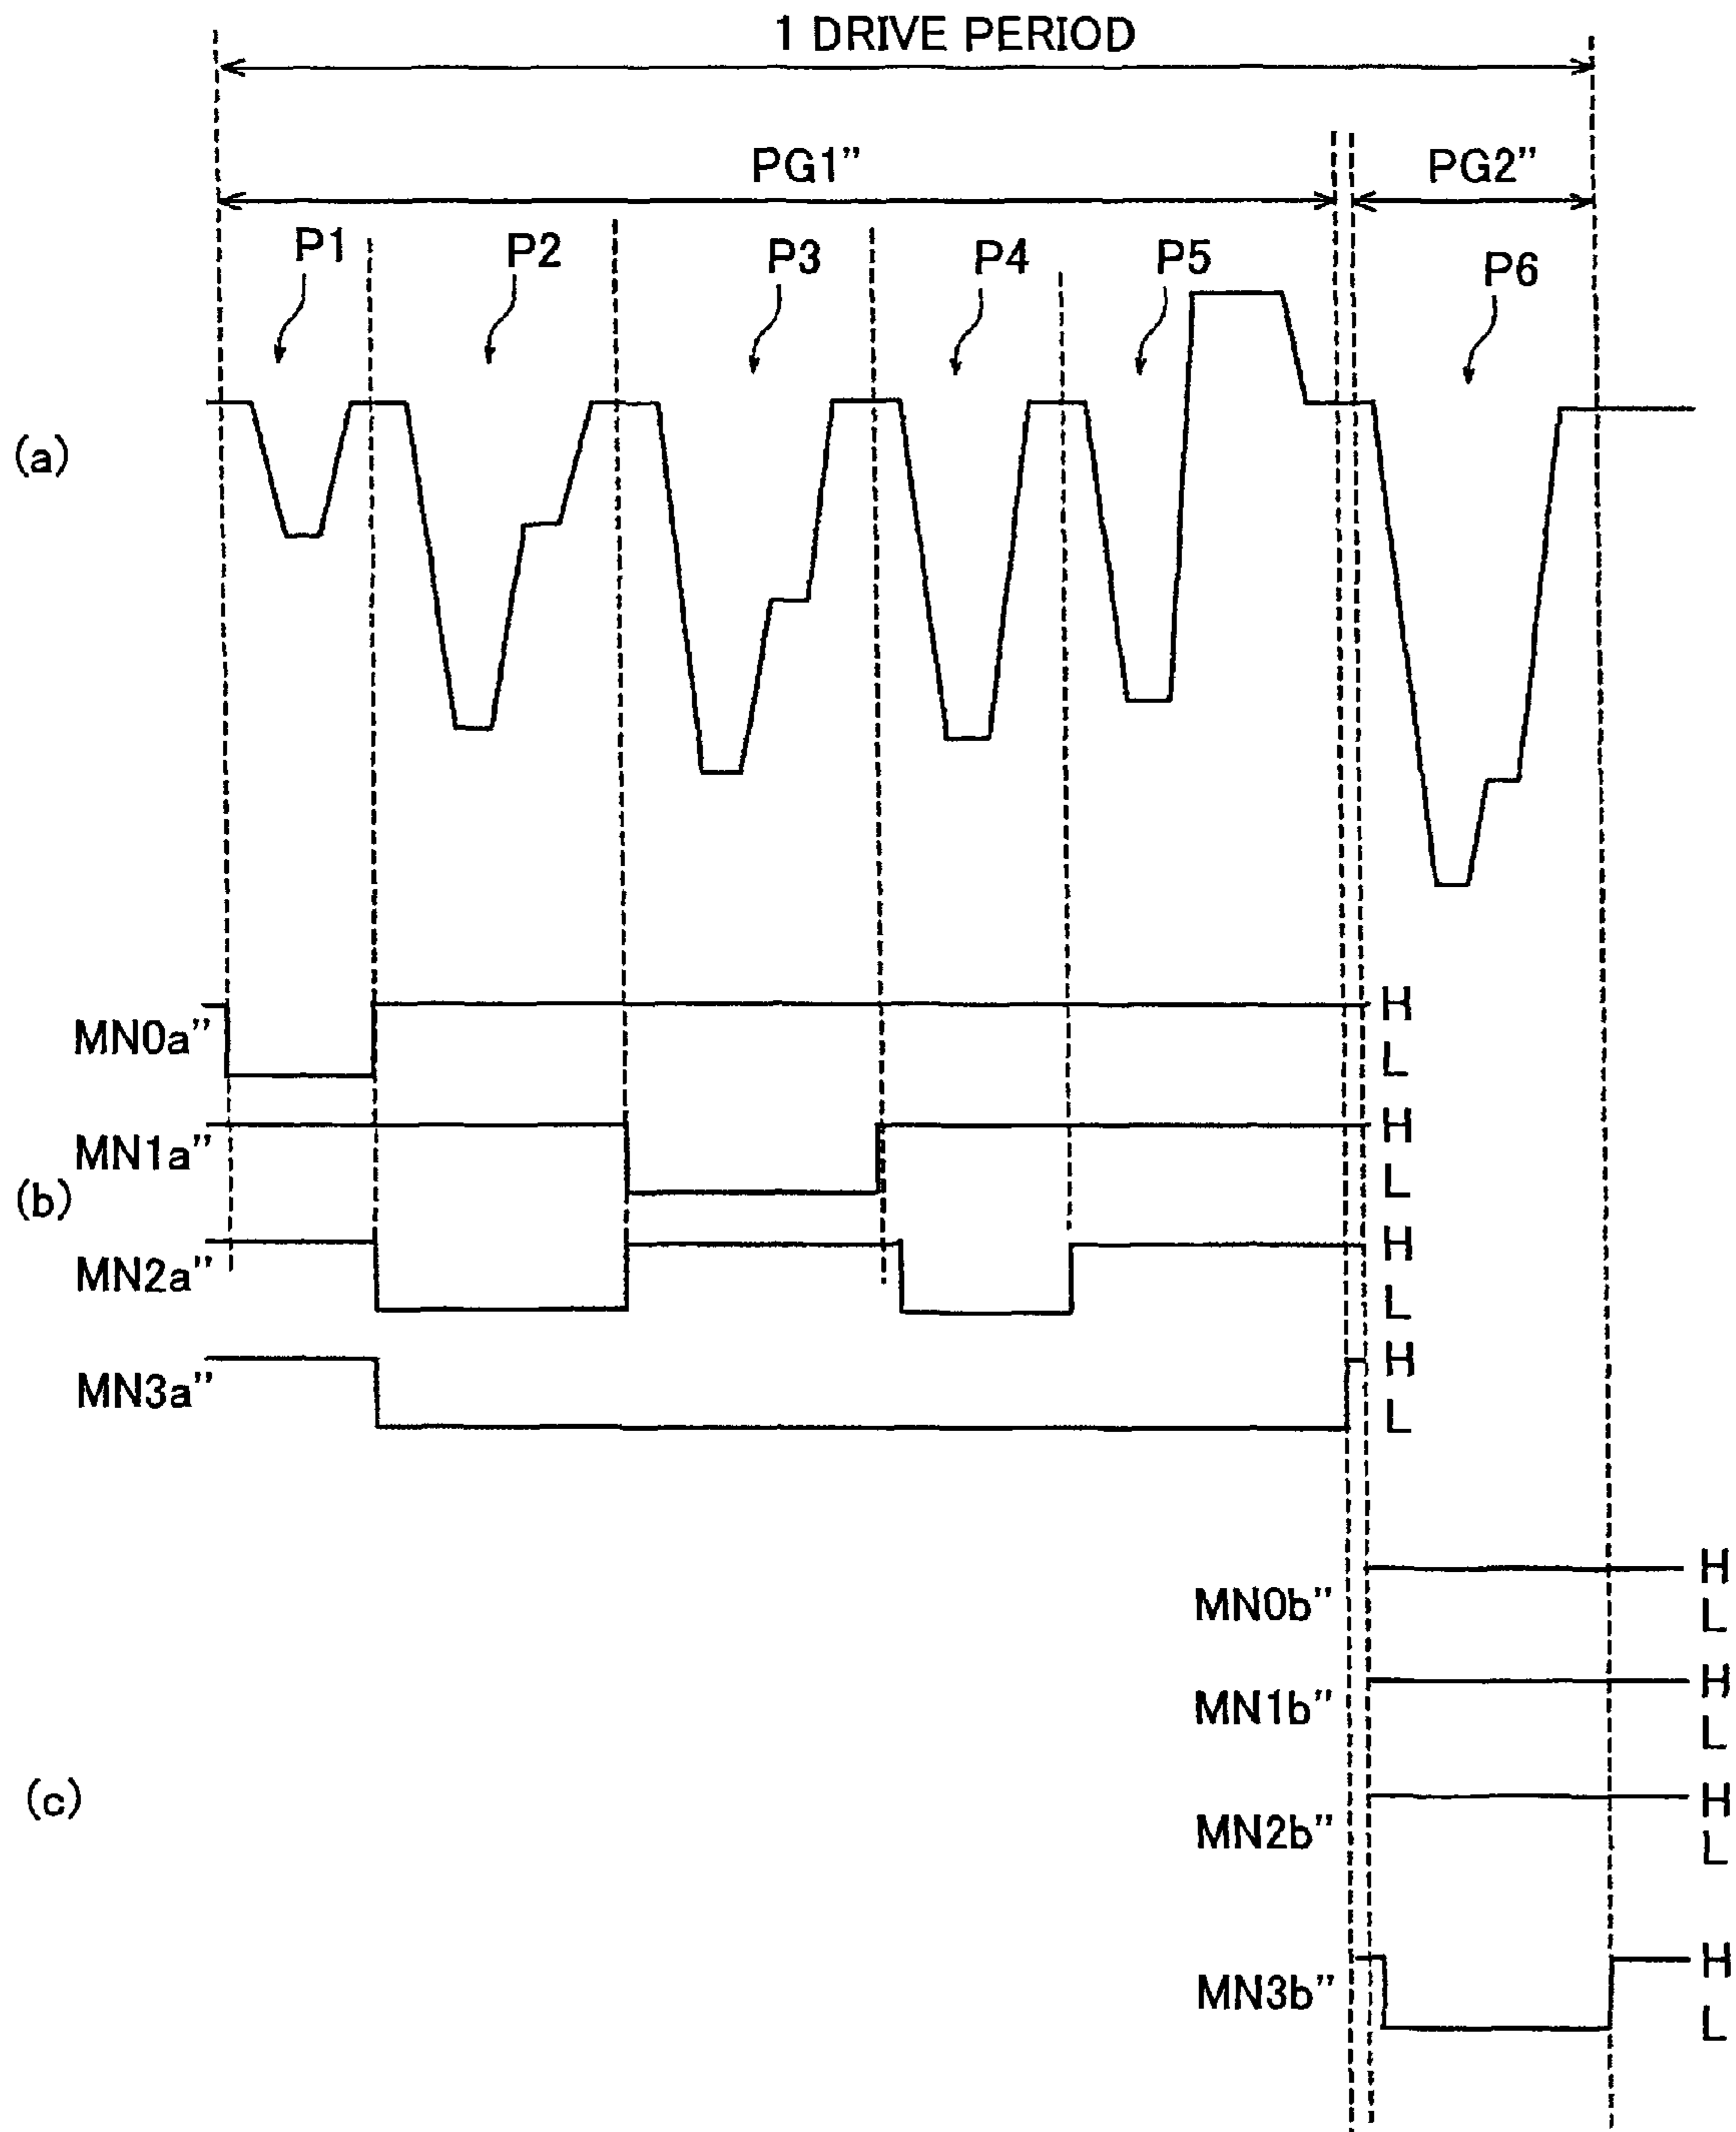 1 DRIVE PERIOD
PG1” PG2”
P1 P2 P3 P4 P5 P6
(a)
MN0a” H
L
MN1a” H
L
(b)
MN2a” H
L
MN3a” H
L
MN0b” H
L
MN1b” H
L
(c)
MN2b” H
L
MN3b” H
L